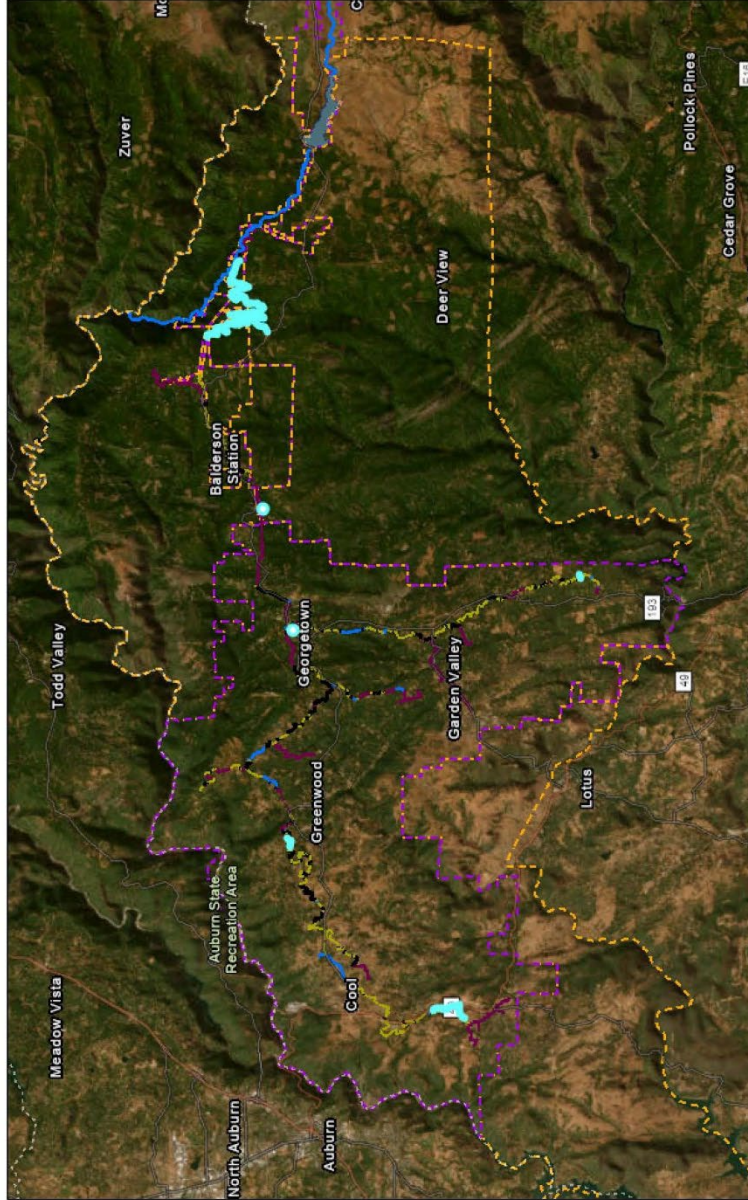 Meadow Vista
Todd Valley
Zuver
Mo
Auburn State
Recreation Area
Balderson
Station
North Auburn
Georgetown
Greenwood
Auburn
Cool
C
Deer View
Garden Valley
Lotus
193
49
Pollock Pines
Cedar Grove